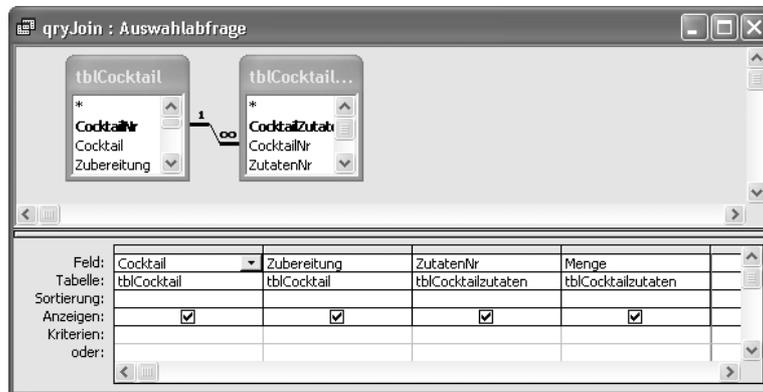 qryJoin : Auswahlabfrage
tblCocktail
*
CocktailNr
Cocktail
Zubereitung
1
∞
tblCocktail...
*
CocktailZutat
CocktailNr
ZutatenNr
Feld: Cocktail Zubereitung ZutatenNr Menge
Tabelle: tblCocktail tblCocktail tblCocktailzutaten tblCocktailzutaten
Sortierung:
Anzeigen:
Kriterien:
oder: